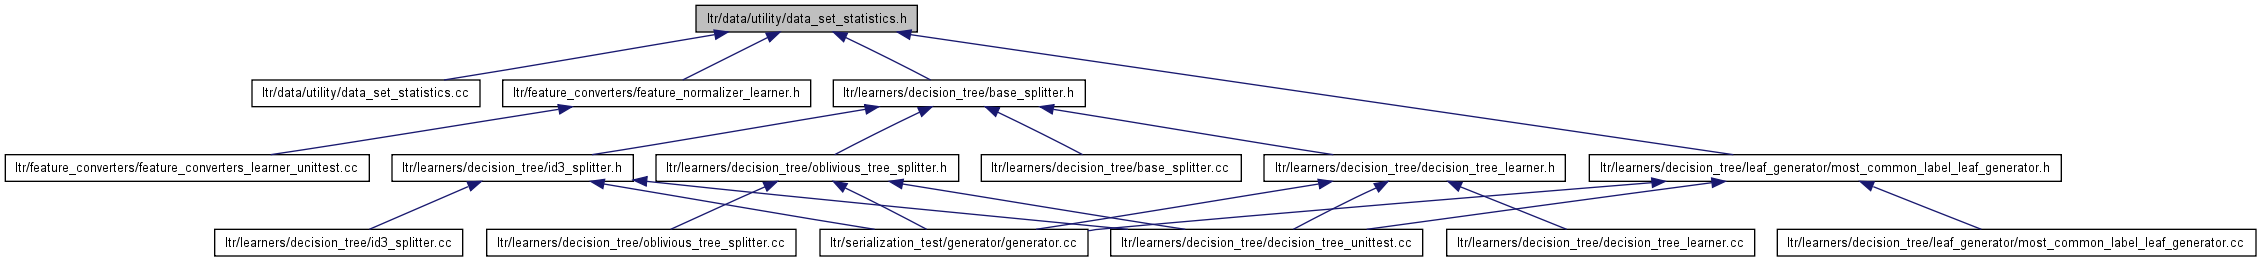 ltr/data/utility/data_set_statistics.h
ltr/data/utility/data_set_statistics.cc
ltr/feature_converters/feature_normalizer_learner.h
ltr/learners/decision_tree/base_splitter.h
ltr/feature_converters/feature_converters_learner_unittest.cc
ltr/learners/decision_tree/id3_splitter.h
ltr/learners/decision_tree/oblivious_tree_splitter.h
ltr/learners/decision_tree/base_splitter.cc
ltr/learners/decision_tree/decision_tree_learner.h
ltr/learners/decision_tree/leaf_generator/most_common_label_leaf_generator.h
ltr/learners/decision_tree/id3_splitter.cc
ltr/learners/decision_tree/oblivious_tree_splitter.cc
ltr/serialization_test/generator/generator.cc
ltr/learners/decision_tree/decision_tree_unittest.cc
ltr/learners/decision_tree/decision_tree_learner.cc
ltr/learners/decision_tree/leaf_generator/most_common_label_leaf_generator.cc